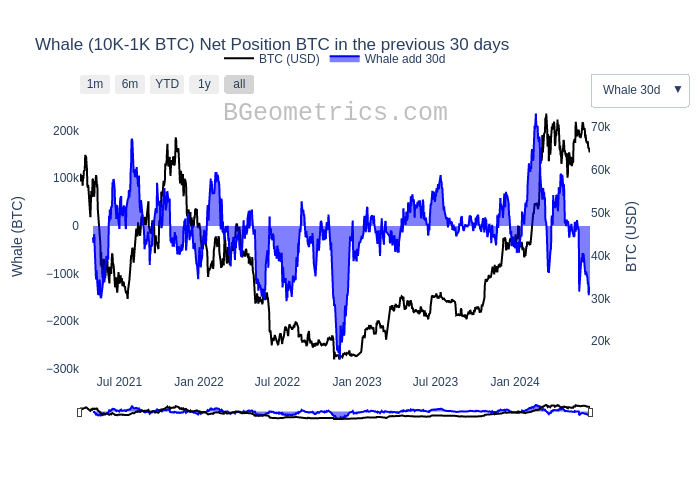 Whale (10K-1K BTC) Net Position BTC in the previous 30 days
BTC (USD) Whale add 30d
1m 6m YTD 1y all
Whale 30d ▼
BGeometrics.com
200k
100k
0
−100k
−200k
−300k
Whale (BTC)
70k
60k
50k
40k
30k
20k
BTC (USD)
Jul 2021 Jan 2022 Jul 2022 Jan 2023 Jul 2023 Jan 2024